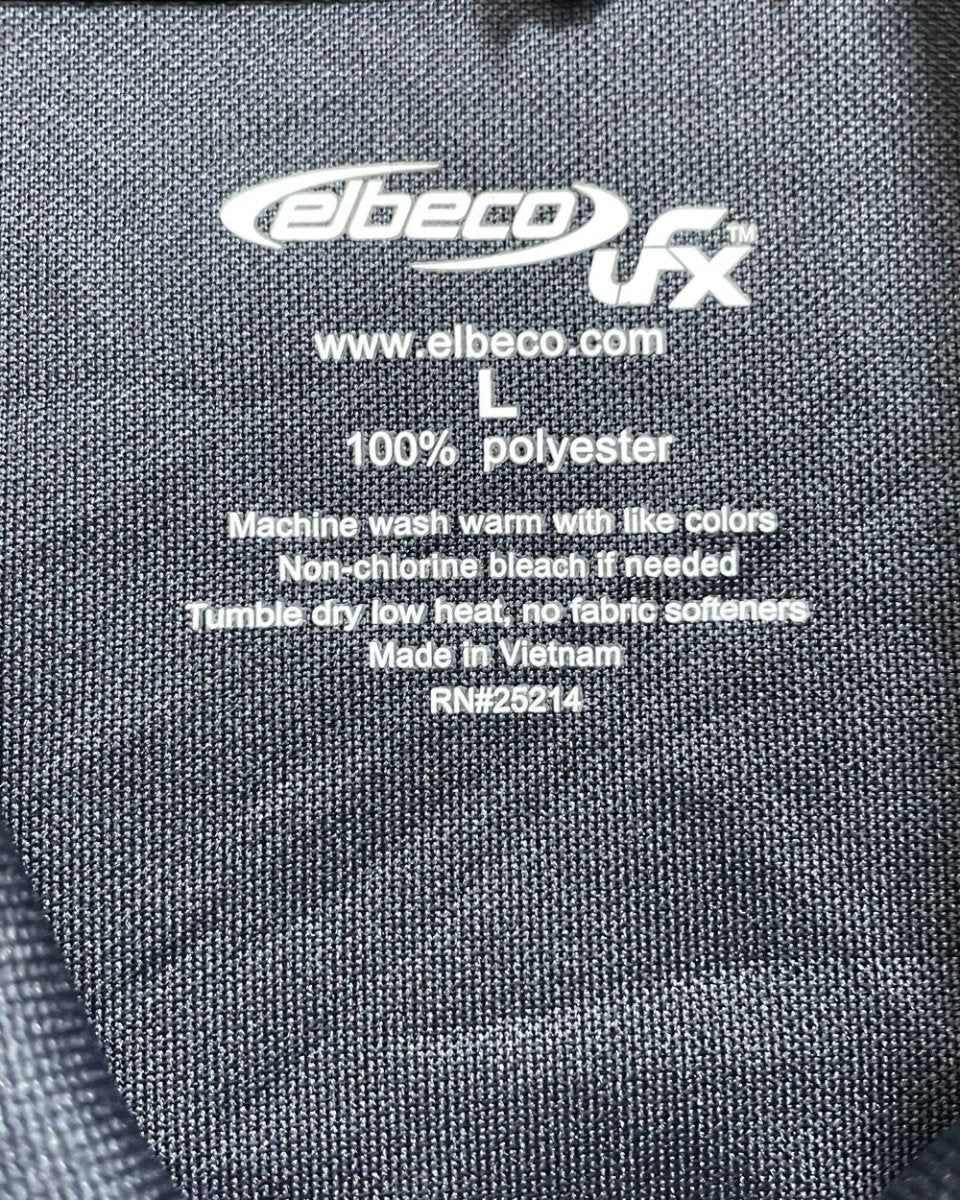 elbeco
UFX™
www.elbeco.com
L
100% polyester
Machine wash warm with like colors
Non-chlorine bleach if needed
Tumble dry low heat, no fabric softeners
Made in Vietnam
RN#25214